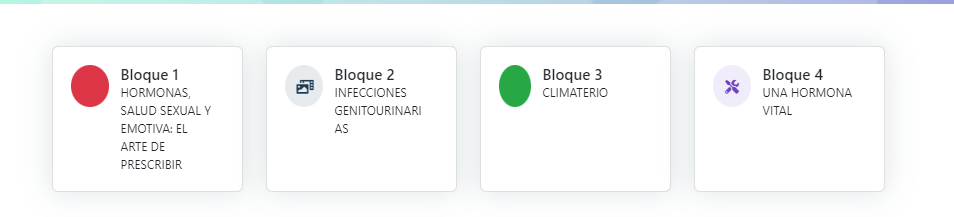 Bloque 1
HORMONAS,
SALUD SEXUAL Y
EMOTIVA: EL
ARTE DE
PRESCRIBIR
Bloque 2
INFECCIONES
GENITOURINARI
AS
Bloque 3
CLIMATERIO
Bloque 4
UNA HORMONA
VITAL